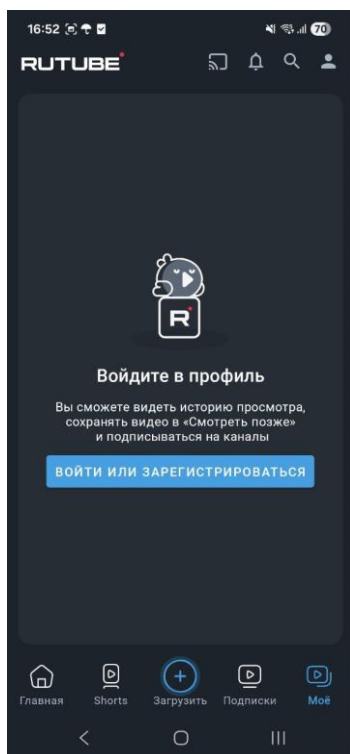 16:52 70
RUTUBE
R
Войдите в профиль
Вы сможете видеть историю просмотра,
сохранять видео в «Смотреть позже»
и подписываться на каналы
ВОЙТИ ИЛИ ЗАРЕГИСТРИРОВАТЬСЯ
Главная Shorts Загрузить Подписки Моё